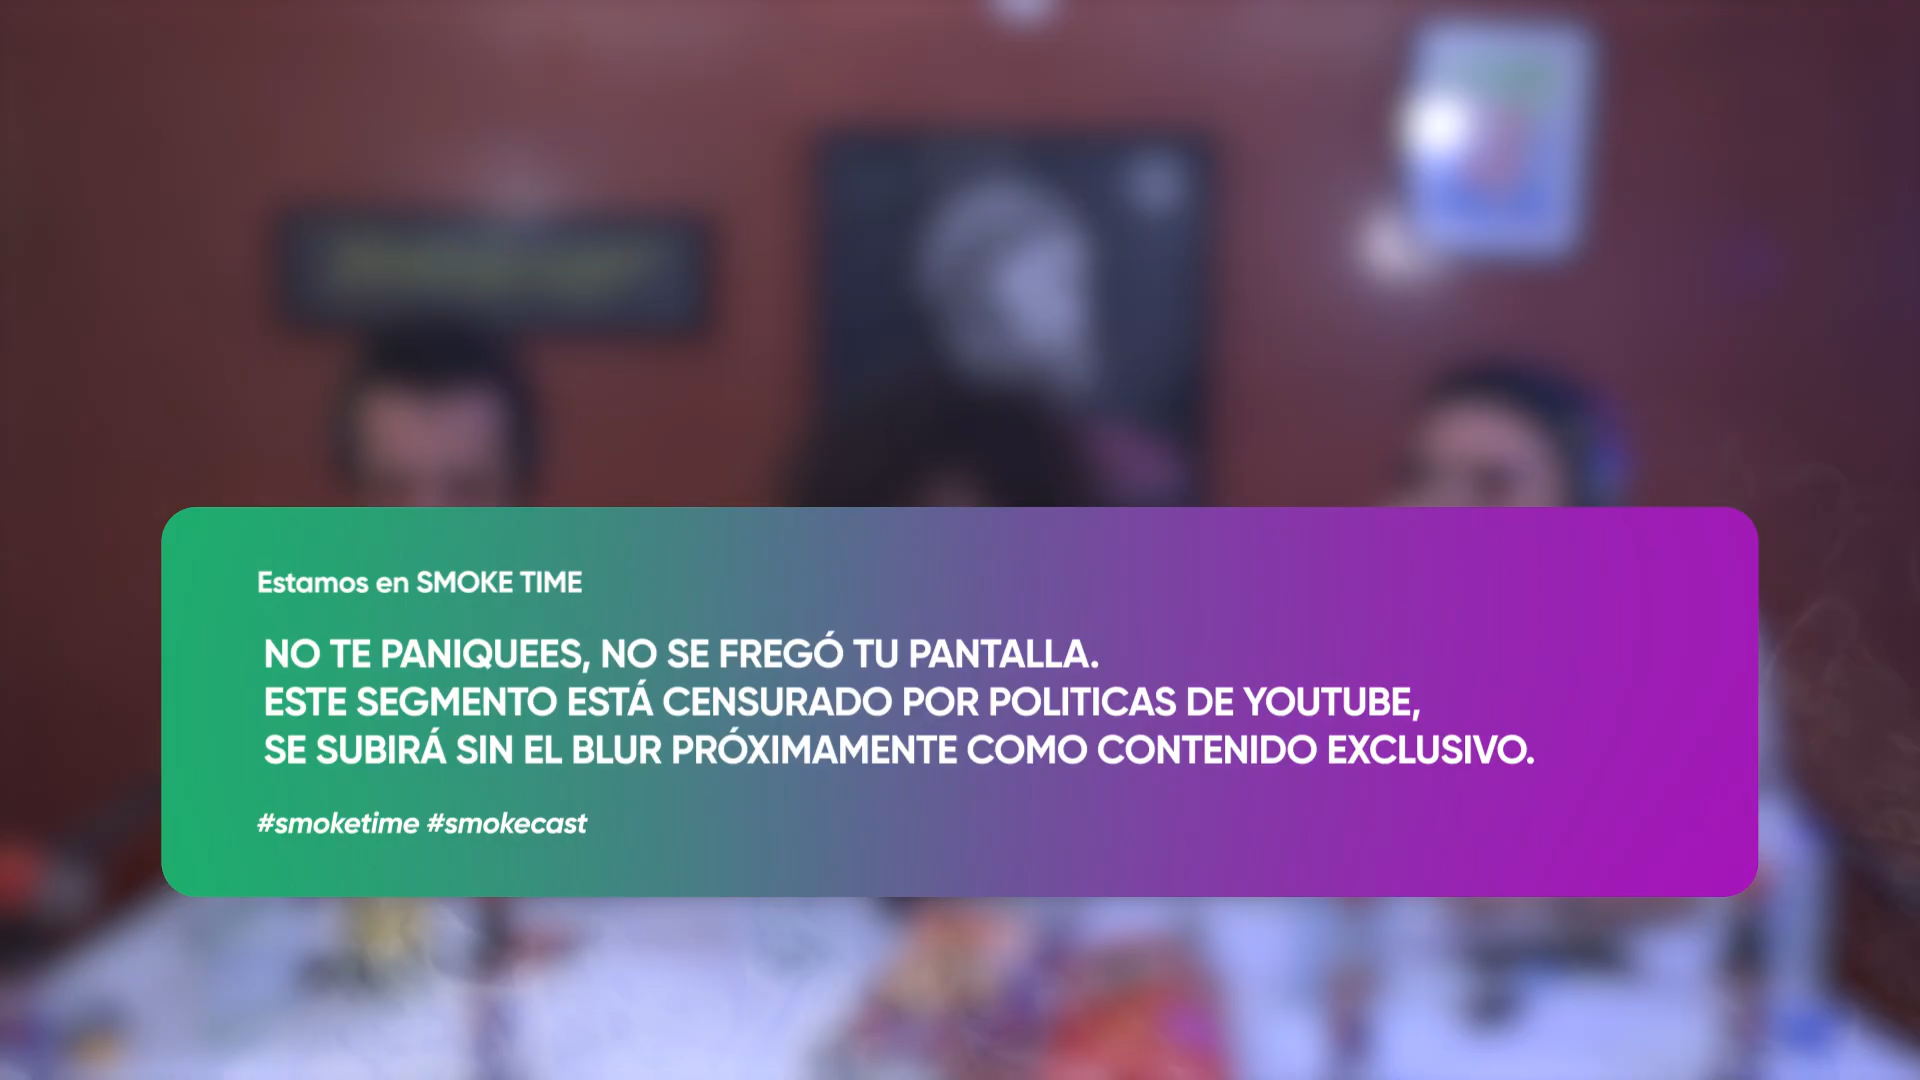 Estamos en SMOKE TIME
NO TE PANIQUEES, NO SE FREGÓ TU PANTALLA.
ESTE SEGMENTO ESTÁ CENSURADO POR POLITICAS DE YOUTUBE,
SE SUBIRÁ SIN EL BLUR PRÓXIMAMENTE COMO CONTENIDO EXCLUSIVO.
#smoketime #smokecast